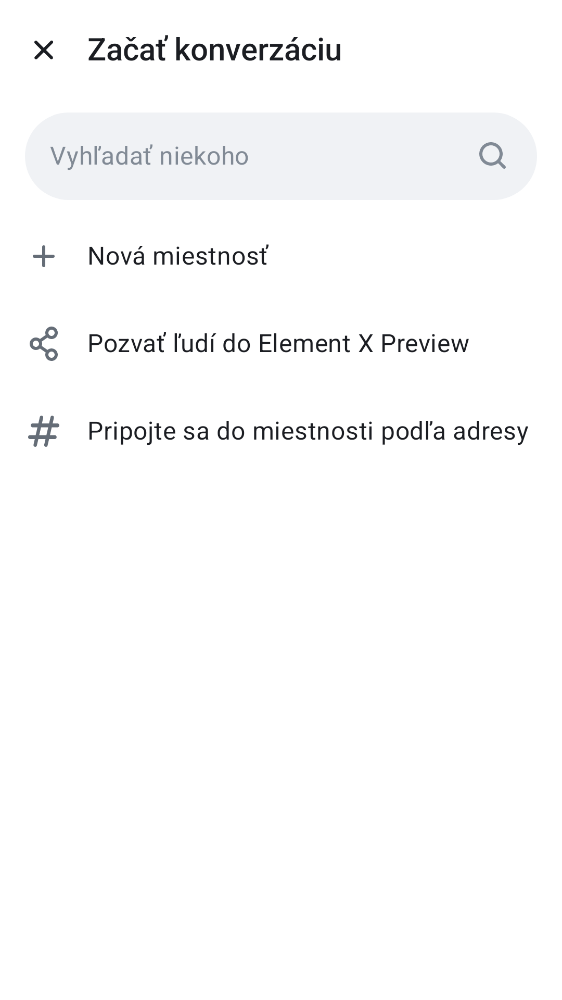 Začať konverzáciu
Vyhľadať niekoho
Nová miestnosť
Pozvať ľudí do Element X Preview
Pripojte sa do miestnosti podľa adresy